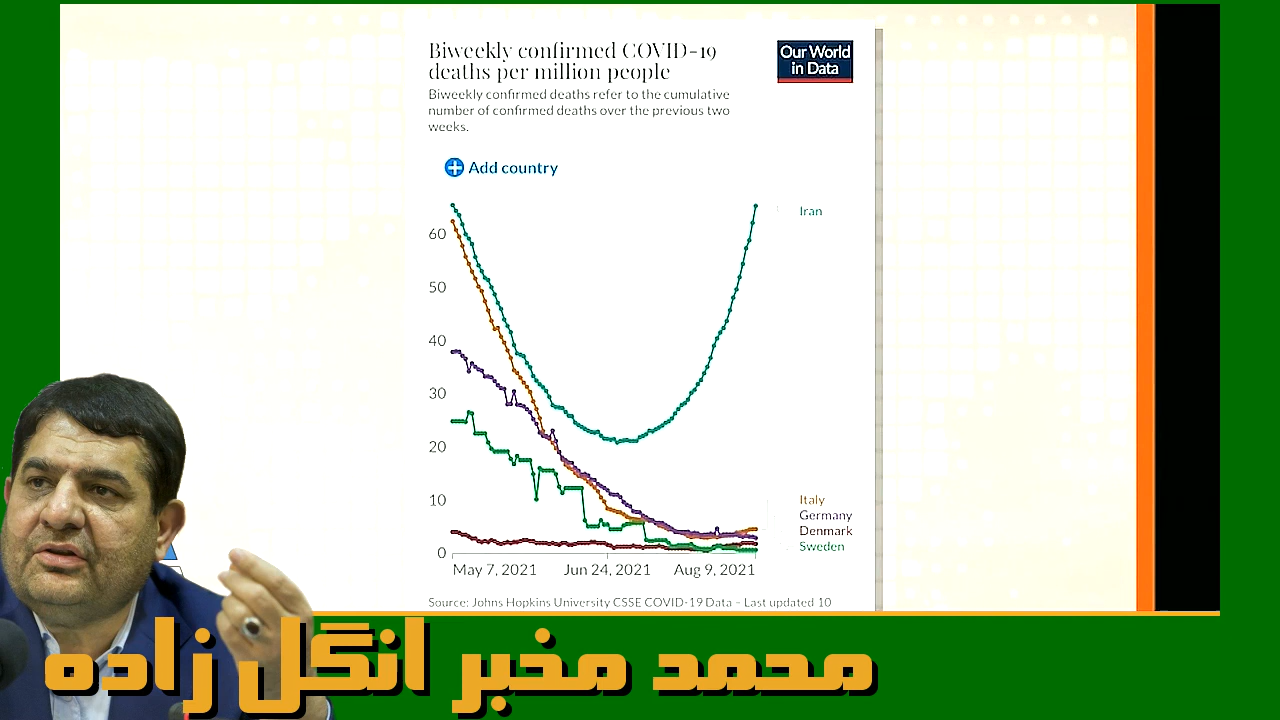 Biweekly confirmed COVID-19
deaths per million people
Our World
in Data
Biweekly confirmed deaths refer to the cumulative
number of confirmed deaths over the previous two
weeks.
Add country
Iran
60
50
40
30
20
10
0
Italy
Germany
Denmark
Sweden
May 7, 2021 Jun 24, 2021 Aug 9, 2021
Source: Johns Hopkins University CSSE COVID-19 Data – Last updated 10
محمد مخبر انگل زاده